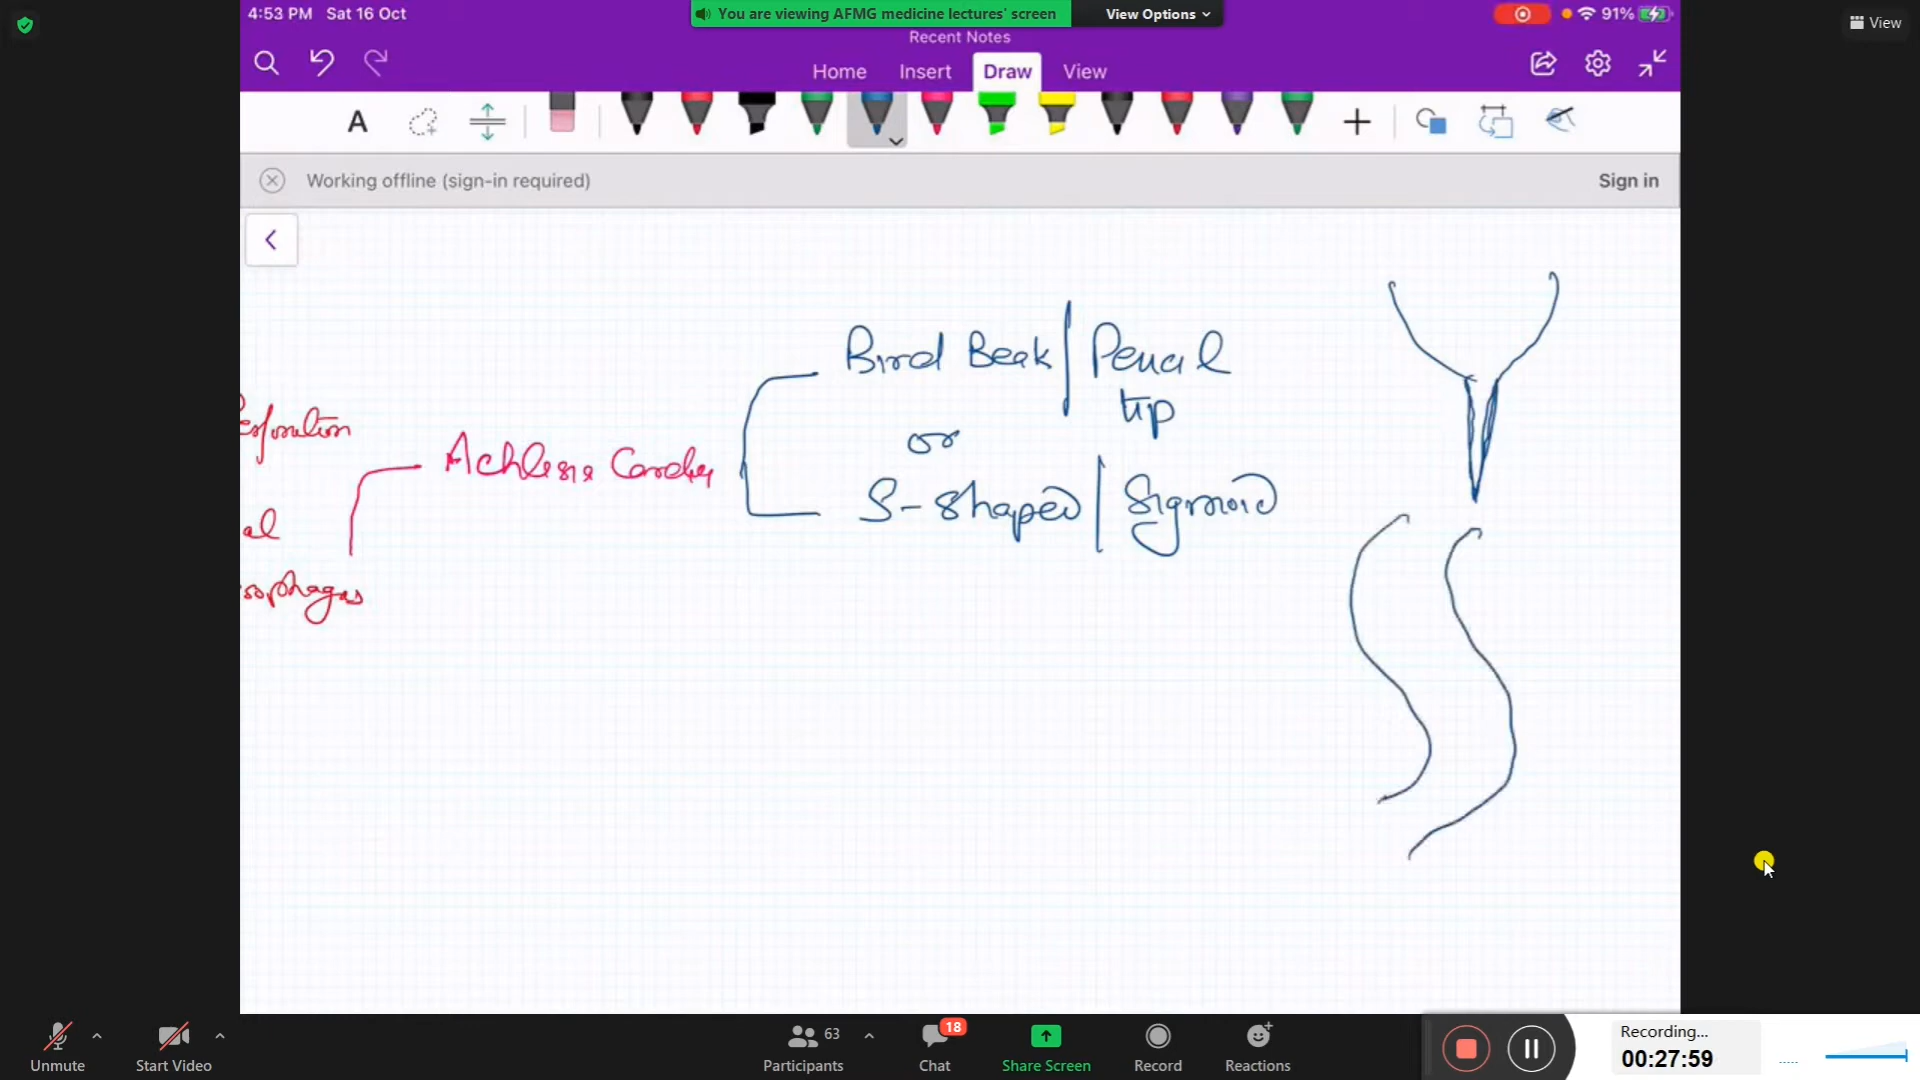 4:53 PM Sat 16 Oct
You are viewing AFMG medicine lectures' screen
View Options
91%
View
Recent Notes
Home Insert Draw View
A
Working offline (sign-in required)
Sign in
Bird Beak | Pencil
tip
or
S-shaped | Sigmoid
al
Unmute
Start Video
Participants
63
Chat
18
Share Screen
Record
Reactions
Recording...
00:27:59